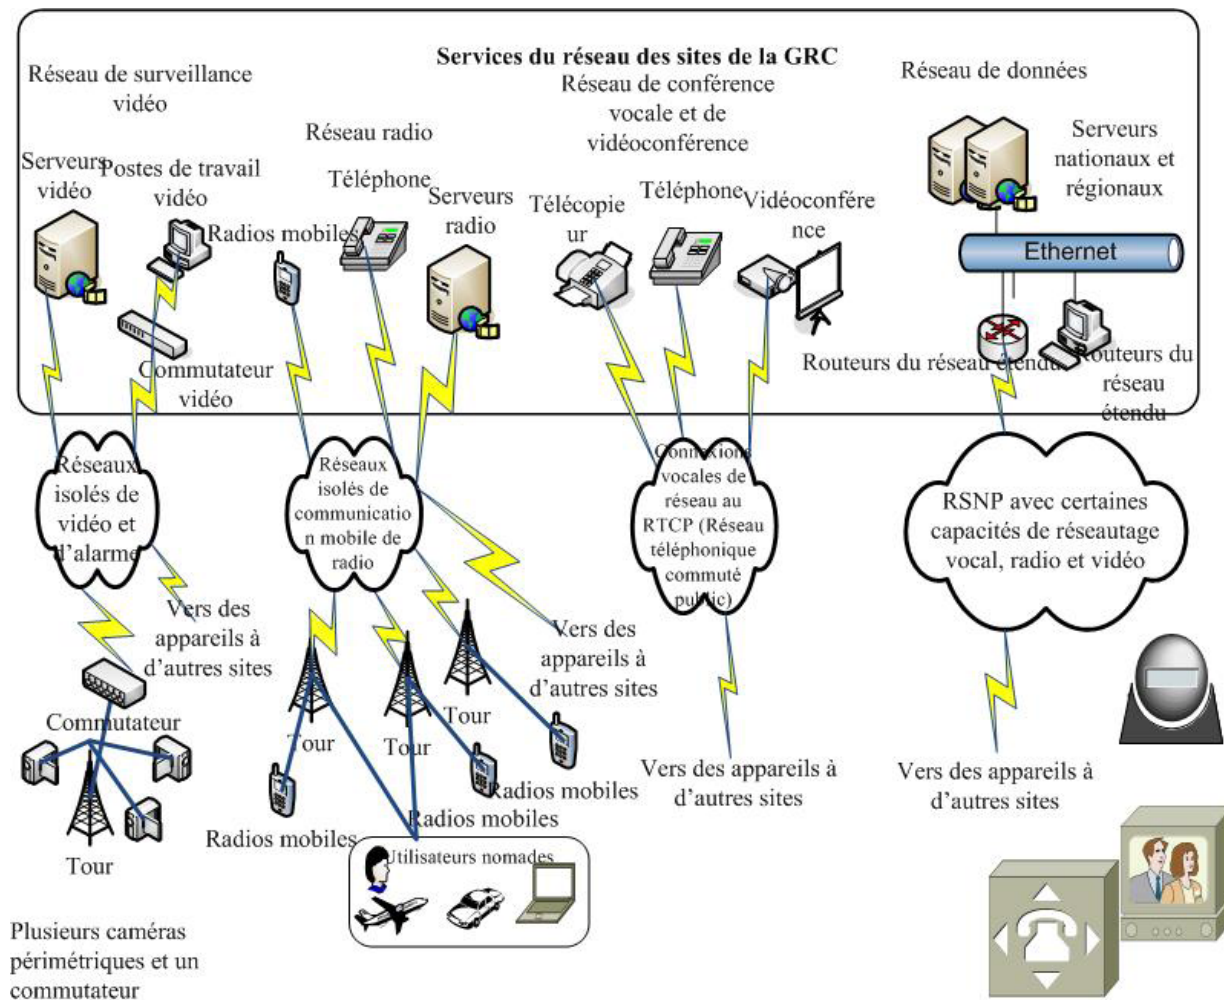 Services du réseau des sites de la GRC
Réseau de surveillance
vidéo
Serveurs
vidéo
Postes de travail
vidéo
Commutateur
vidéo
Réseau radio
Radios mobiles
Téléphone
Serveurs
radio
Réseau de conférence
vocale et de
vidéoconférence
Télécopie
ur
Téléphone
Vidéoconfére
nce
Réseau de données
Serveurs
nationaux et
régionaux
Ethernet
Routeurs du réseau étendu
Routeurs du
réseau
étendu
Réseaux
isolés de
vidéo et
d'alarme
Réseaux
isolés de
communicatio
n mobile de
radio
Connexions
vocales de
réseau au
RTCP (Réseau
téléphonique
commuté
public)
RSNP avec certaines
capacités de réseautage
vocal, radio et vidéo
Vers des
appareils à
d'autres sites
Vers des
appareils à
d'autres sites
Commutateur
Tour
Tour
Tour
Tour
Radios mobiles
Radios mobiles
Radios mobiles
Utilisateurs nomades
Vers des appareils à
d'autres sites
Vers des appareils à
d'autres sites
Plusieurs caméras
périmétriques et un
commutateur